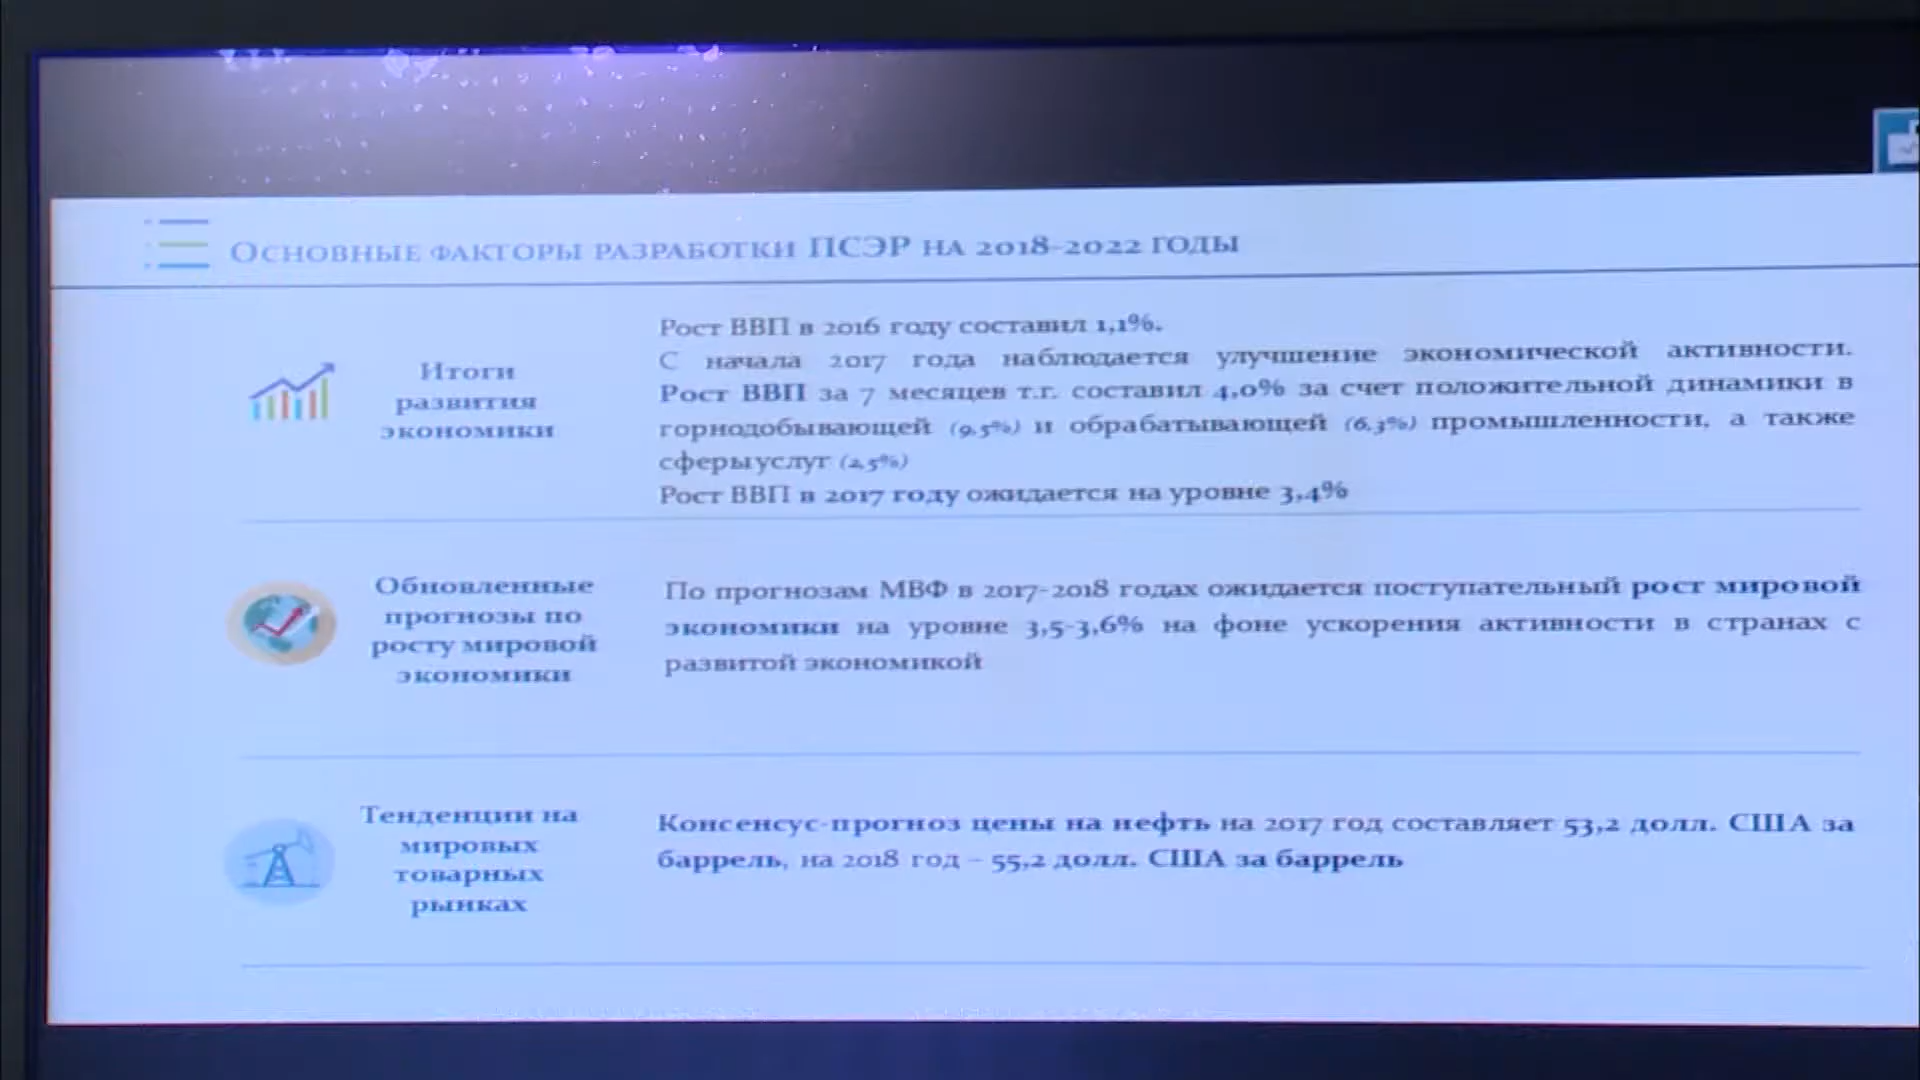 Основные факторы разработки ПСЭР на 2018-2022 годы
Итоги
развития
экономики
Рост ВВП в 2016 году составил 1,1%.
С начала 2017 года наблюдается улучшение экономической активности.
Рост ВВП за 7 месяцев т.г. составил 4,0% за счет положительной динамики в
горнодобывающей (9,5%) и обрабатывающей (6,3%) промышленности, а также
сферы услуг (2,5%)
Рост ВВП в 2017 году ожидается на уровне 3,4%
Обновленные
прогнозы по
росту мировой
экономики
По прогнозам МВФ в 2017-2018 годах ожидается поступательный рост мировой
экономики на уровне 3,5-3,6% на фоне ускорения активности в странах с
развитой экономикой
Тенденции на
мировых
товарных
рынках
Консенсус-прогноз цены на нефть на 2017 год составляет 53,2 долл. США за
баррель, на 2018 год – 55,2 долл. США за баррель